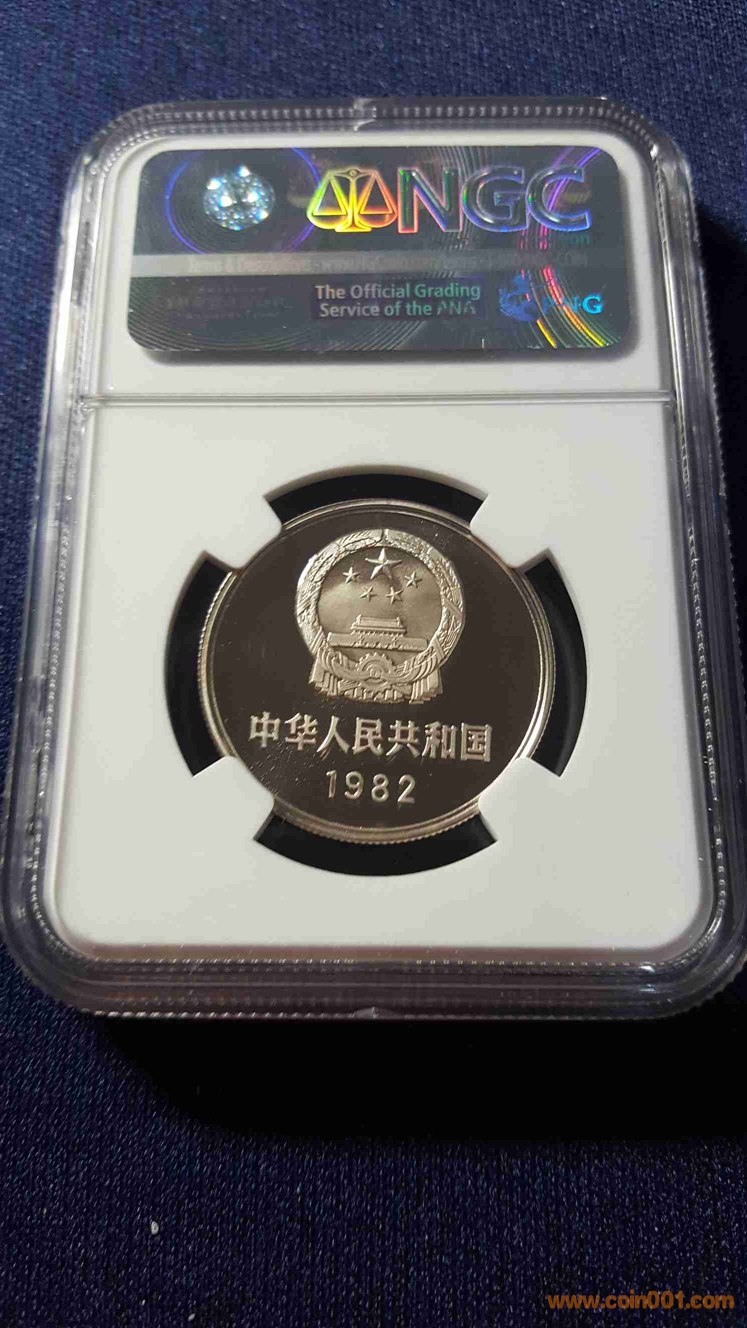 NGC
The Official Grading
Service of the ANA
PNG
中华人民共和国
1982
www.coin001.com